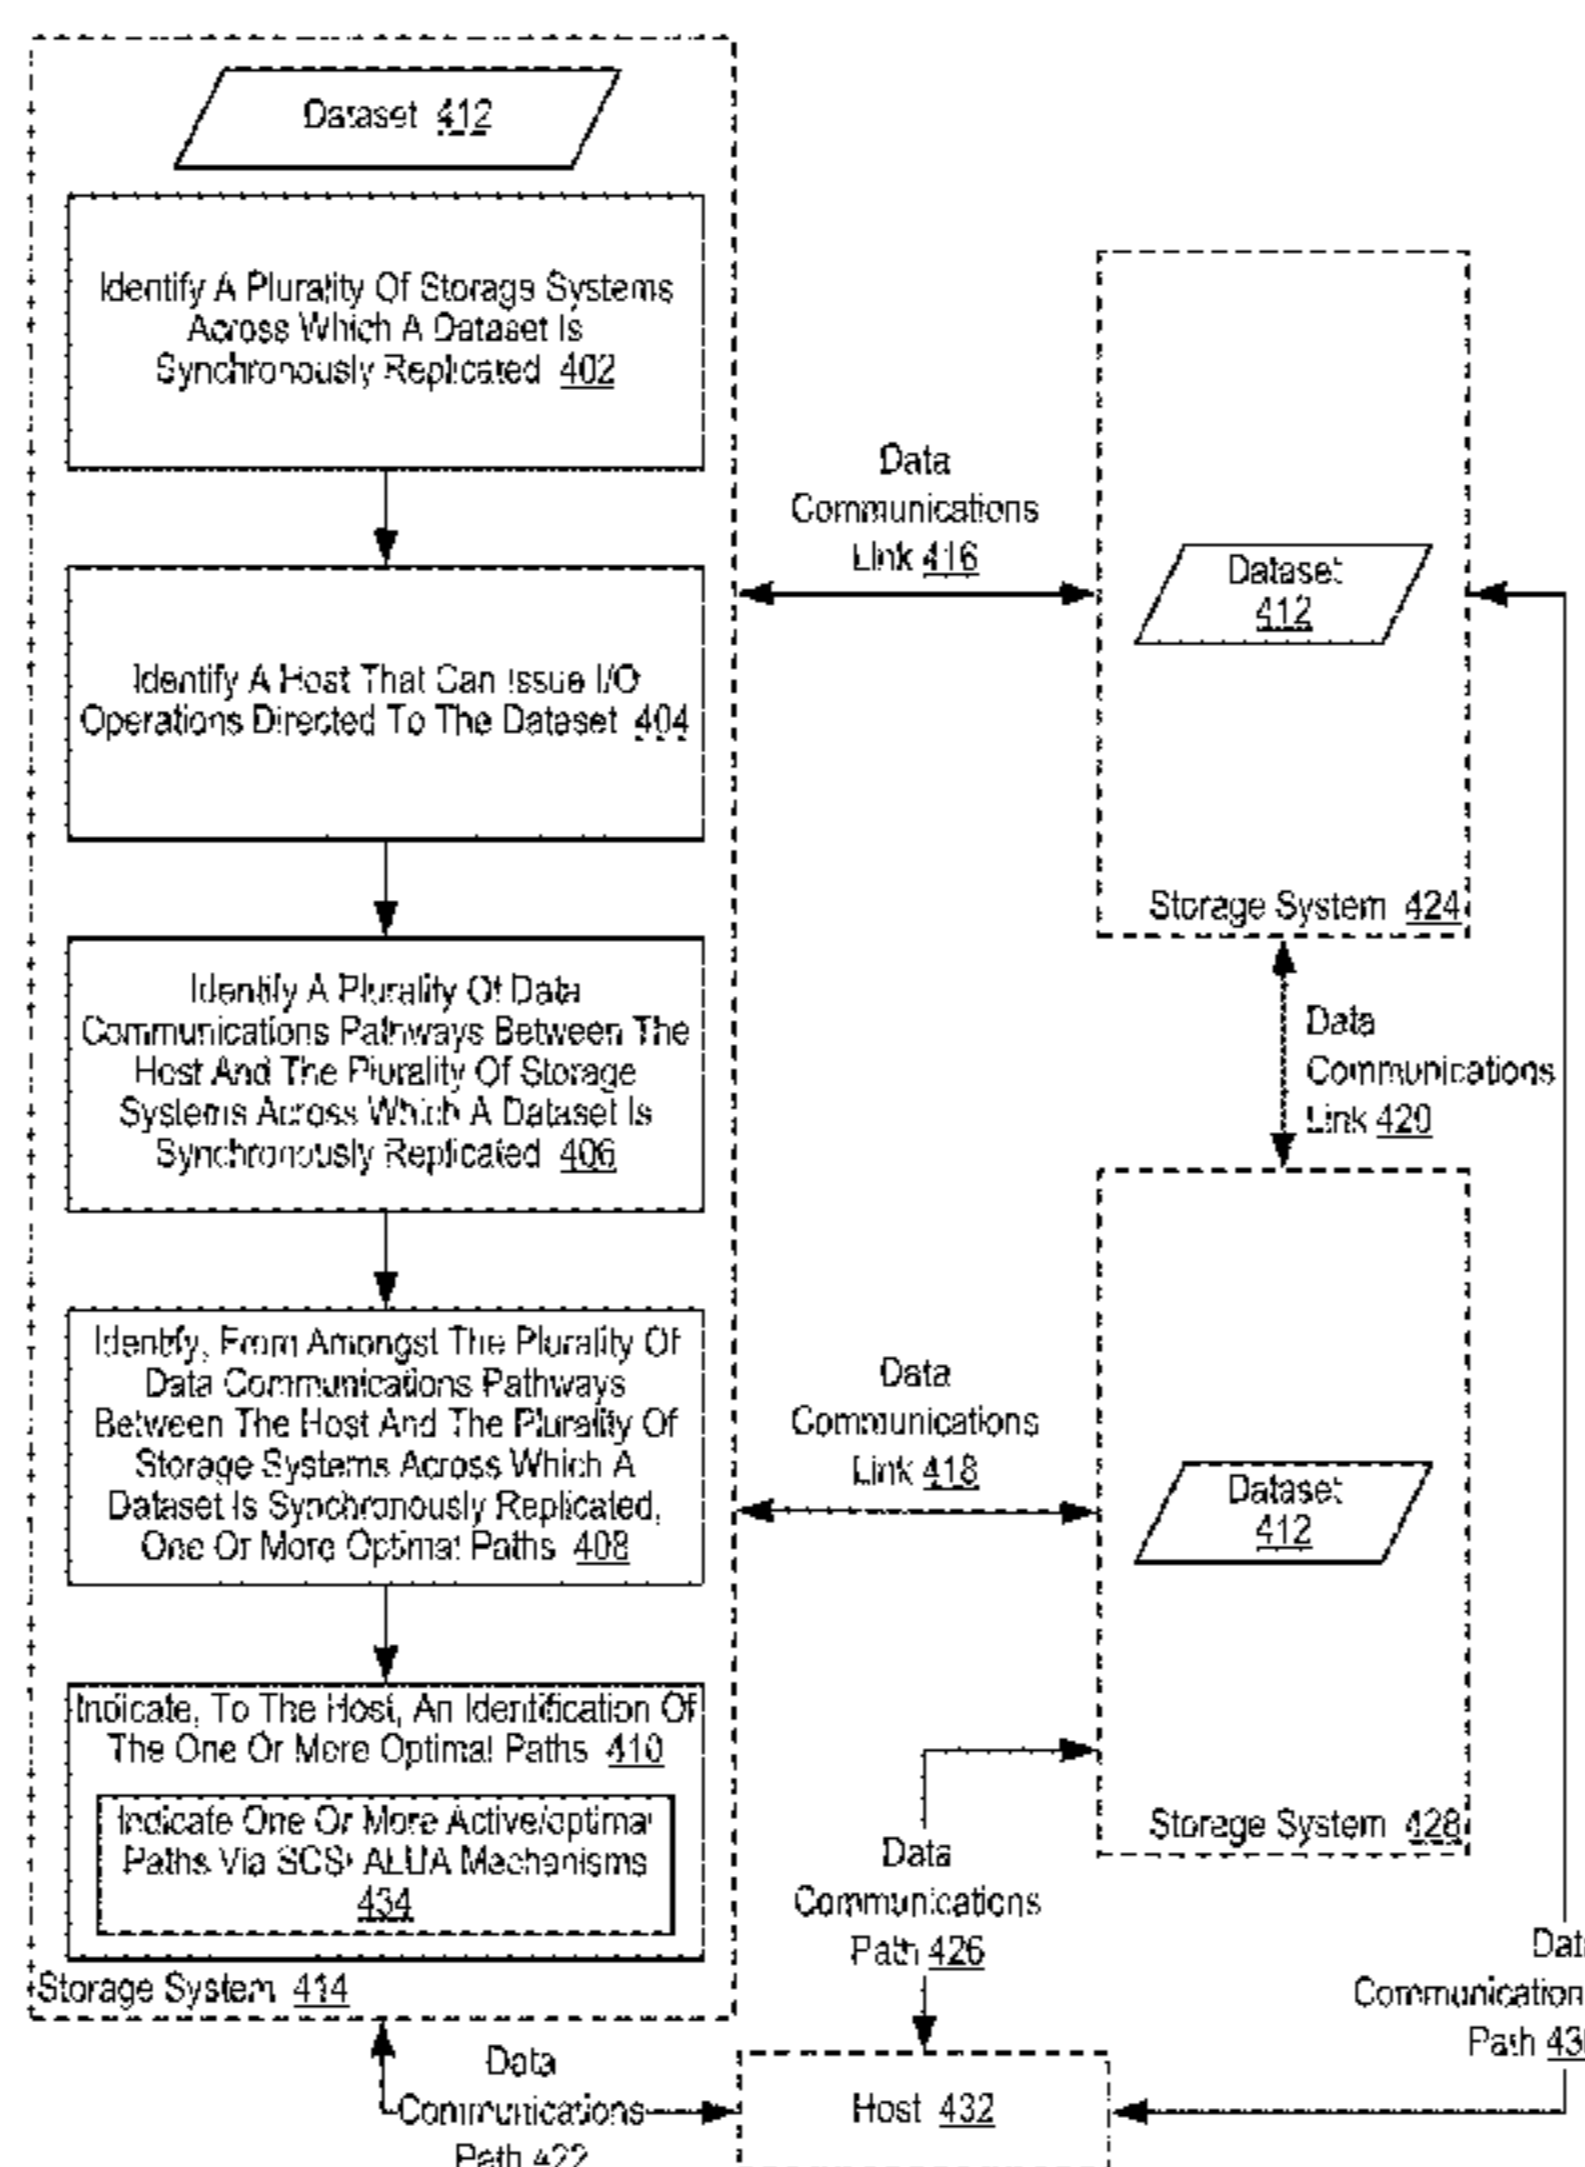 Dataset 412
Identify A Plurality Of Storage Systems
Across Which A Dataset Is
Synchronously Replicated 402
Identify A Host That Can Issue I/O
Operations Directed To The Dataset 404
Identify A Plurality Of Data
Communications Pathways Between The
Host And The Plurality Of Storage
Systems Across Which A Dataset Is
Synchronously Replicated 406
Identify, From Amongst The Plurality Of
Data Communications Pathways
Between The Host And The Plurality Of
Storage Systems Across Which A
Dataset Is Synchronously Replicated,
One Or More Optimal Paths 408
Indicate, To The Host, An Identification Of
The One Or More Optimal Paths 410
Indicate One Or More Active/optimal
Paths Via SCSI ALUA Mechanisms
434
Storage System 414
Data
Communications
Link 416
Dataset
412
Storage System 424
Data
Communications
Link 420
Data
Communications
Link 418
Dataset
412
Storage System 428
Data
Communications
Path 426
Data
Communications
Path 422
Host 432
Communication
Path